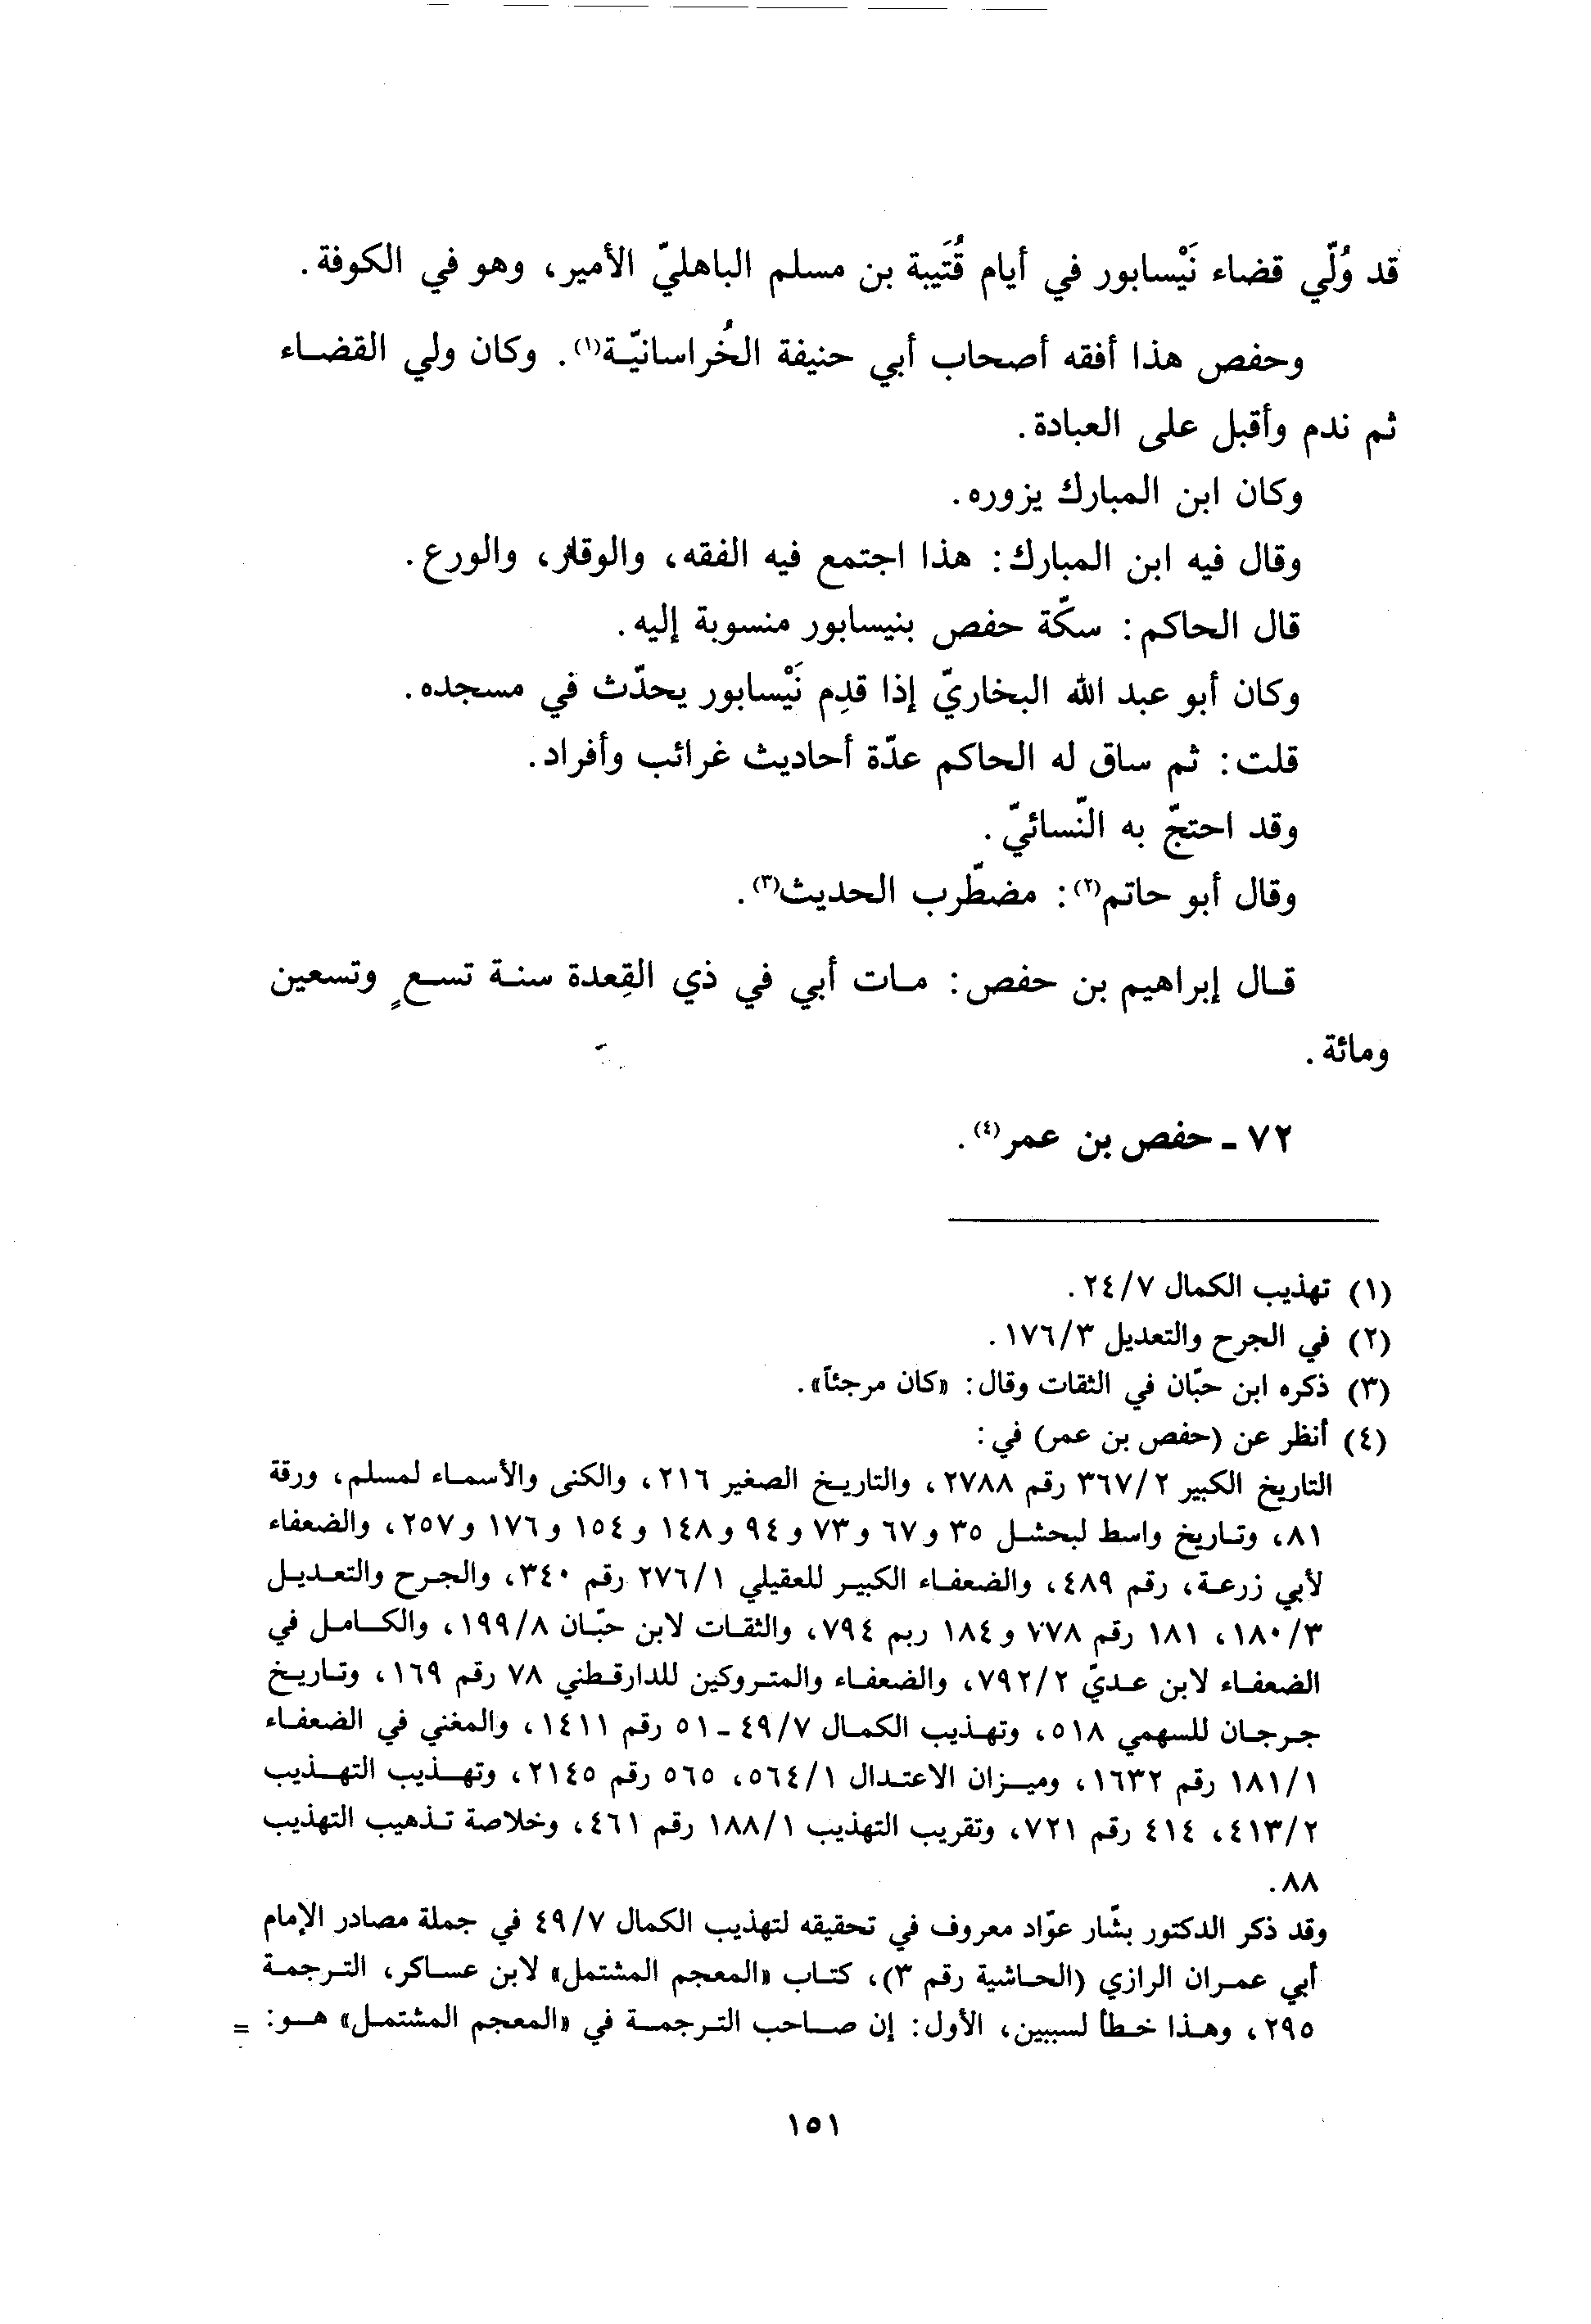 قد وُلّي قضاء نَيْسابور في أيام قُتَيبة بن مسلم الباهليّ الأمير، وهو في الكوفة.
وحفص هذا أفقه أصحاب أبي حنيفة الخُراسانيّة(١). وكان ولي القضاء
ثم ندم وأقبل على العبادة.
وكان ابن المبارك يزوره.
وقال فيه ابن المبارك: هذا اجتمع فيه الفقه، والوقار، والورع.
قال الحاكم: سكّة حفص بنيسابور منسوبة إليه.
وكان أبو عبد الله البخاريّ إذا قدِم نَيْسابور يحدّث في مسجده.
قلت: ثم ساق له الحاكم عدّة أحاديث غرائب وأفراد.
وقد احتجّ به النّسائيّ.
وقال أبو حاتم(٢): مضطّرب الحديث(٣).
قال إبراهيم بن حفص: مات أبي في ذي القِعدة سنة تسعٍ وتسعين
ومائة.
٧٢ - حفص بن عمر(٤).
(١) تهذيب الكمال ٢٤/٧.
(٢) في الجرح والتعديل ١٧٦/٣.
(٣) ذكره ابن حبّان في الثقات وقال: «كان مرجئاً».
(٤) أنظر عن (حفص بن عمر) في:
التاريخ الكبير ٣٦٧/٢ رقم ٢٧٨٨، والتاريخ الصغير ٢١٦، والكنى والأسماء لمسلم، ورقة
٨١، وتاريخ واسط لبحشل ٣٥ و٦٧ و٧٣ و٩٤ و١٤٨ و١٥٤ و١٧٦ و٢٥٧، والضعفاء
لأبي زرعة، رقم ٤٨٩، والضعفاء الكبير للعقيلي ٢٧٦/١ رقم ٣٤٠، والجرح والتعديل
١٨٠/٣، ١٨١ رقم ٧٧٨ و١٨٤ ربم ٧٩٤، والثقات لابن حبّان ١٩٩/٨، والكامل في
الضعفاء لابن عديّ ٧٩٢/٢، والضعفاء والمتروكين للدارقطني ٧٨ رقم ١٦٩، وتاريخ
جرجان للسهمي ٥١٨، وتهذيب الكمال ٤٩/٧ - ٥١ رقم ١٤١١، والمغني في الضعفاء
١٨١/١ رقم ١٦٣٢، وميزان الاعتدال ٥٦٤/١، ٥٦٥ رقم ٢١٤٥، وتهذيب التهذيب
٤١٣/٢، ٤١٤ رقم ٧٢١، وتقريب التهذيب ١٨٨/١ رقم ٤٦١، وخلاصة تذهيب التهذيب
٨٨.
وقد ذكر الدكتور بشّار عوّاد معروف في تحقيقه لتهذيب الكمال ٤٩/٧ في جملة مصادر الإمام
أبي عمران الرازي (الحاشية رقم ٣)، كتاب «المعجم المشتمل» لابن عساكر، الترجمة
٢٩٥، وهذا خطأ لسببين، الأول: إن صاحب الترجمة في «المعجم المشتمل» هو: =
١٥١